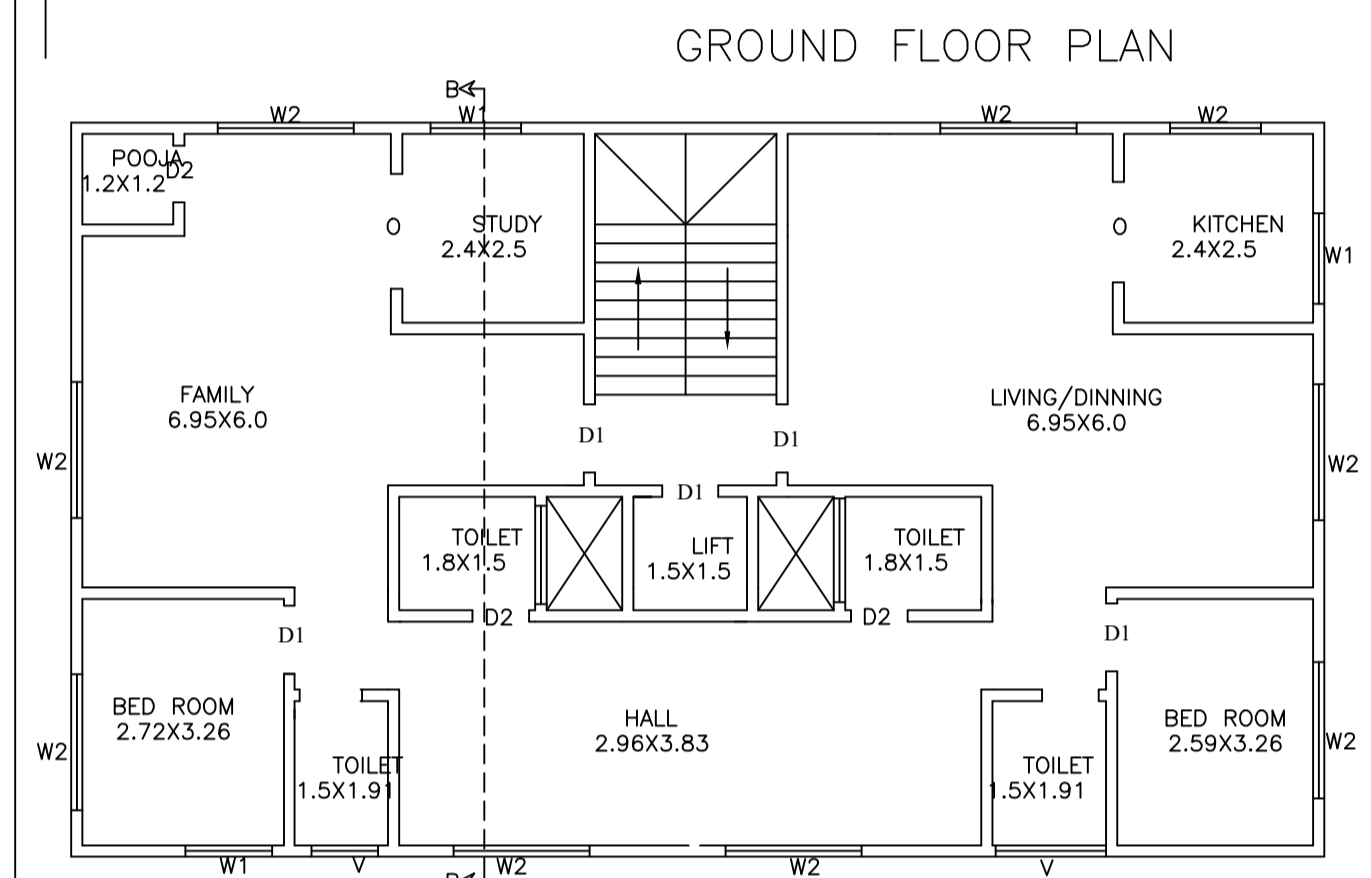 GROUND FLOOR PLAN
B
W2
W1
W2
W2
POOJA
1.2X1.2
D2
O
STUDY
2.4X2.5
O
KITCHEN
2.4X2.5
W1
FAMILY
6.95X6.0
LIVING/DINNING
6.95X6.0
D1
D1
W2
W2
D1
TOILET
1.8X1.5
LIFT
1.5X1.5
TOILET
1.8X1.5
D2
D2
D1
D1
BED ROOM
2.72X3.26
HALL
2.96X3.83
BED ROOM
2.59X3.26
W2
W2
TOILET
1.5X1.91
TOILET
1.5X1.91
W1
V
W2
W2
V